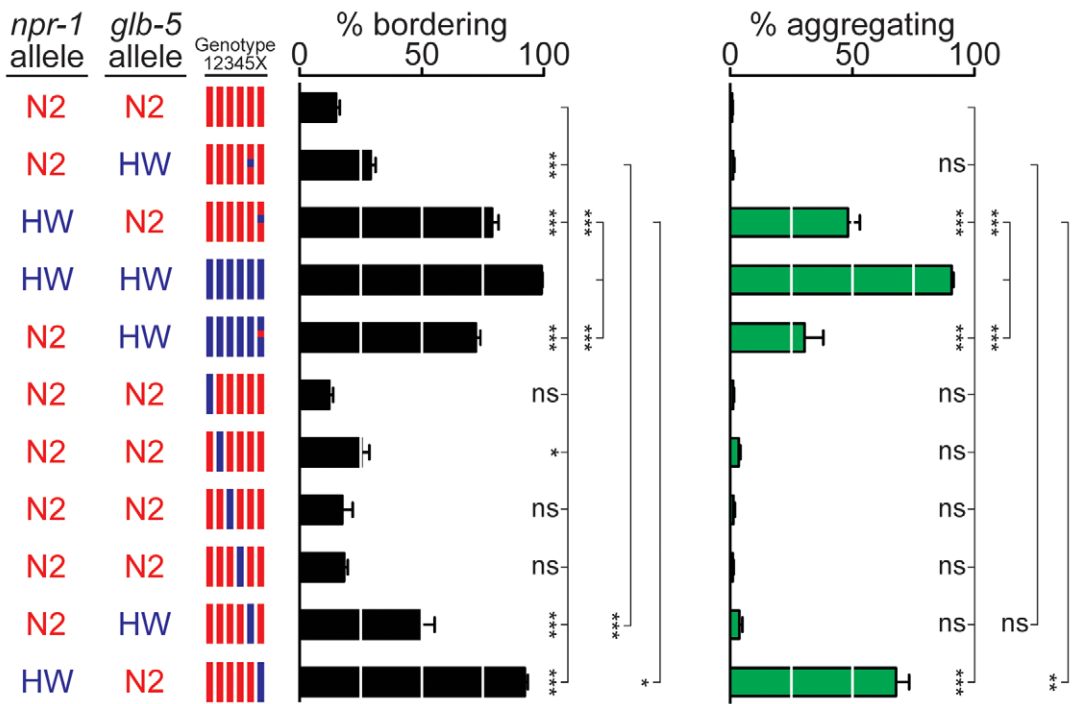 npr-1 glb-5 % bordering % aggregating
allele allele Genotype 0 50 100 0 50 100
12345X
N2 N2
N2 HW *** ns
HW N2 *** *** *** ***
HW HW
N2 HW *** *** *** ***
N2 N2 ns ns
N2 N2 * ns
N2 N2 ns ns
N2 N2 ns ns
N2 HW *** *** ns ns
HW N2 *** * *** **